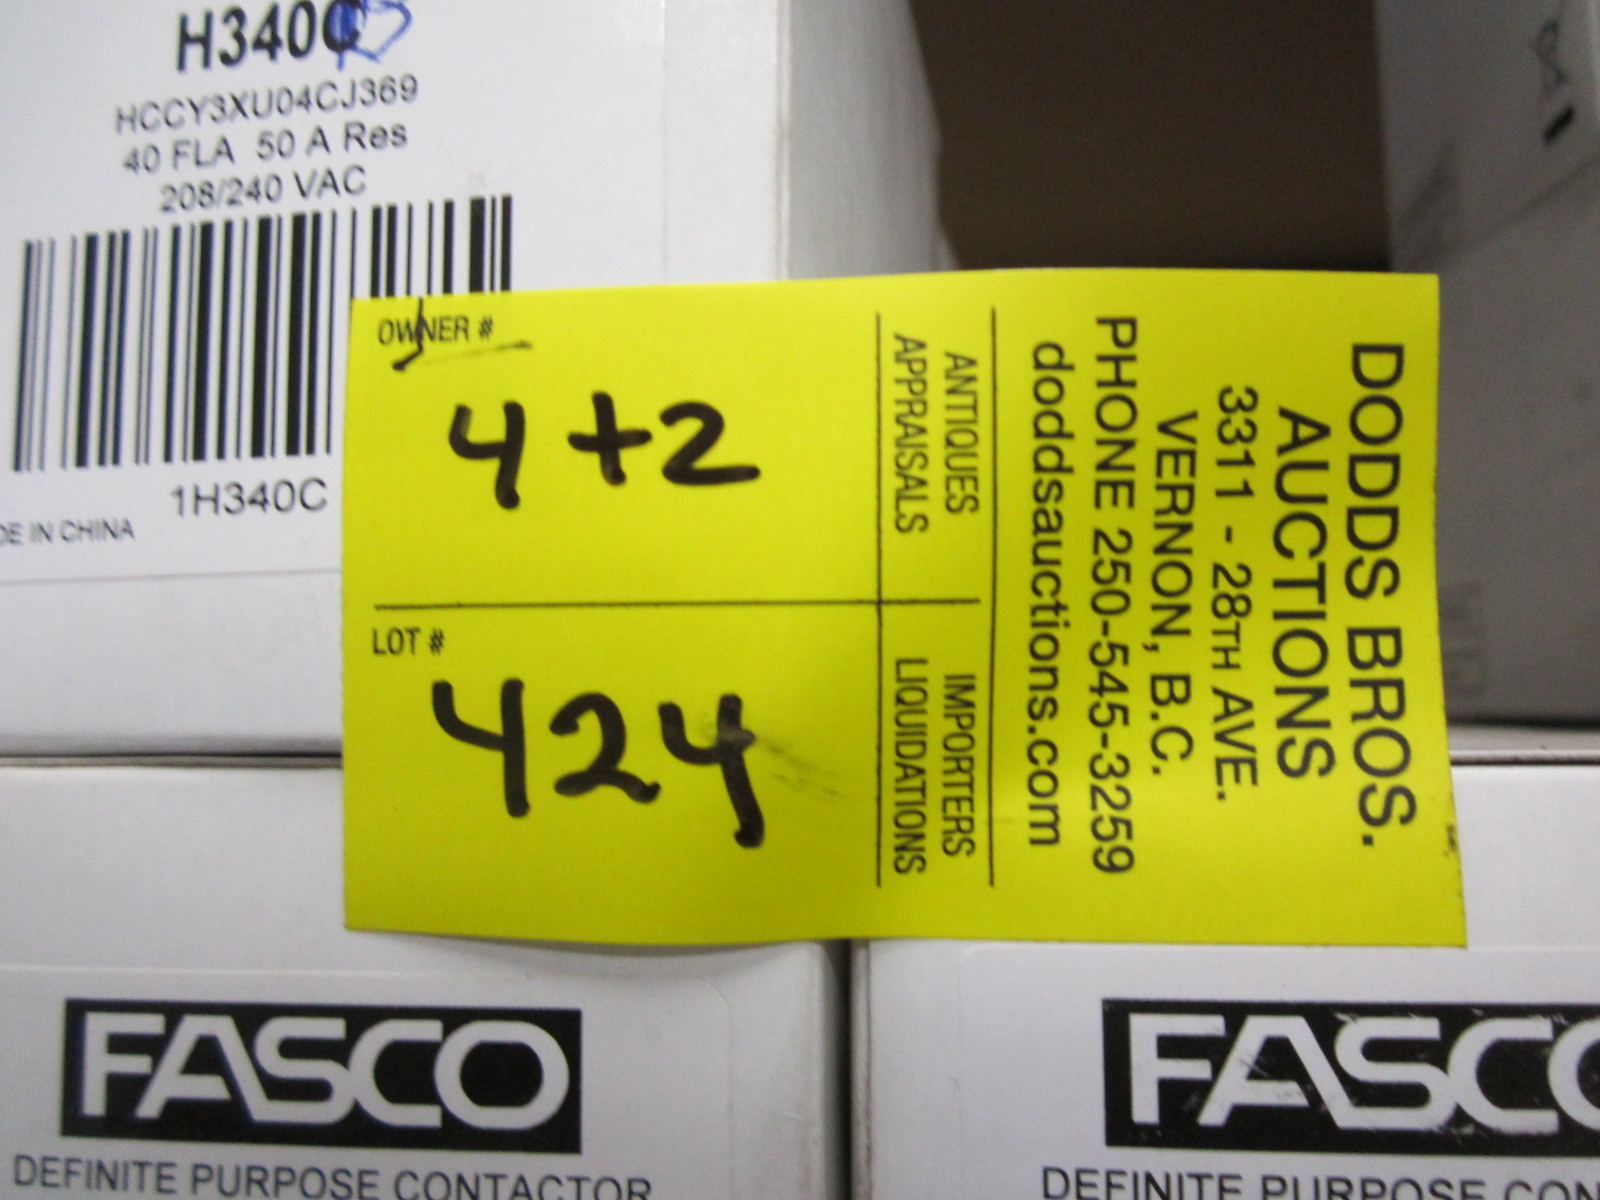 H340C
HCCY3XU04CJ369
40 FLA 50 A Res
208/240 VAC
1H340C
IN CHINA
OWNER #
4 + 2
LOT #
424
ANTIQUES
APPRAISALS
IMPORTERS
LIQUIDATIONS
DODDS BROS.
AUCTIONS
3311 - 28TH AVE.
VERNON, B.C.
PHONE 250-545-3259
doddsauctions.com
FASCO
DEFINITE PURPOSE CONTACTOR
FASCO
DEFINITE PURPOSE CON